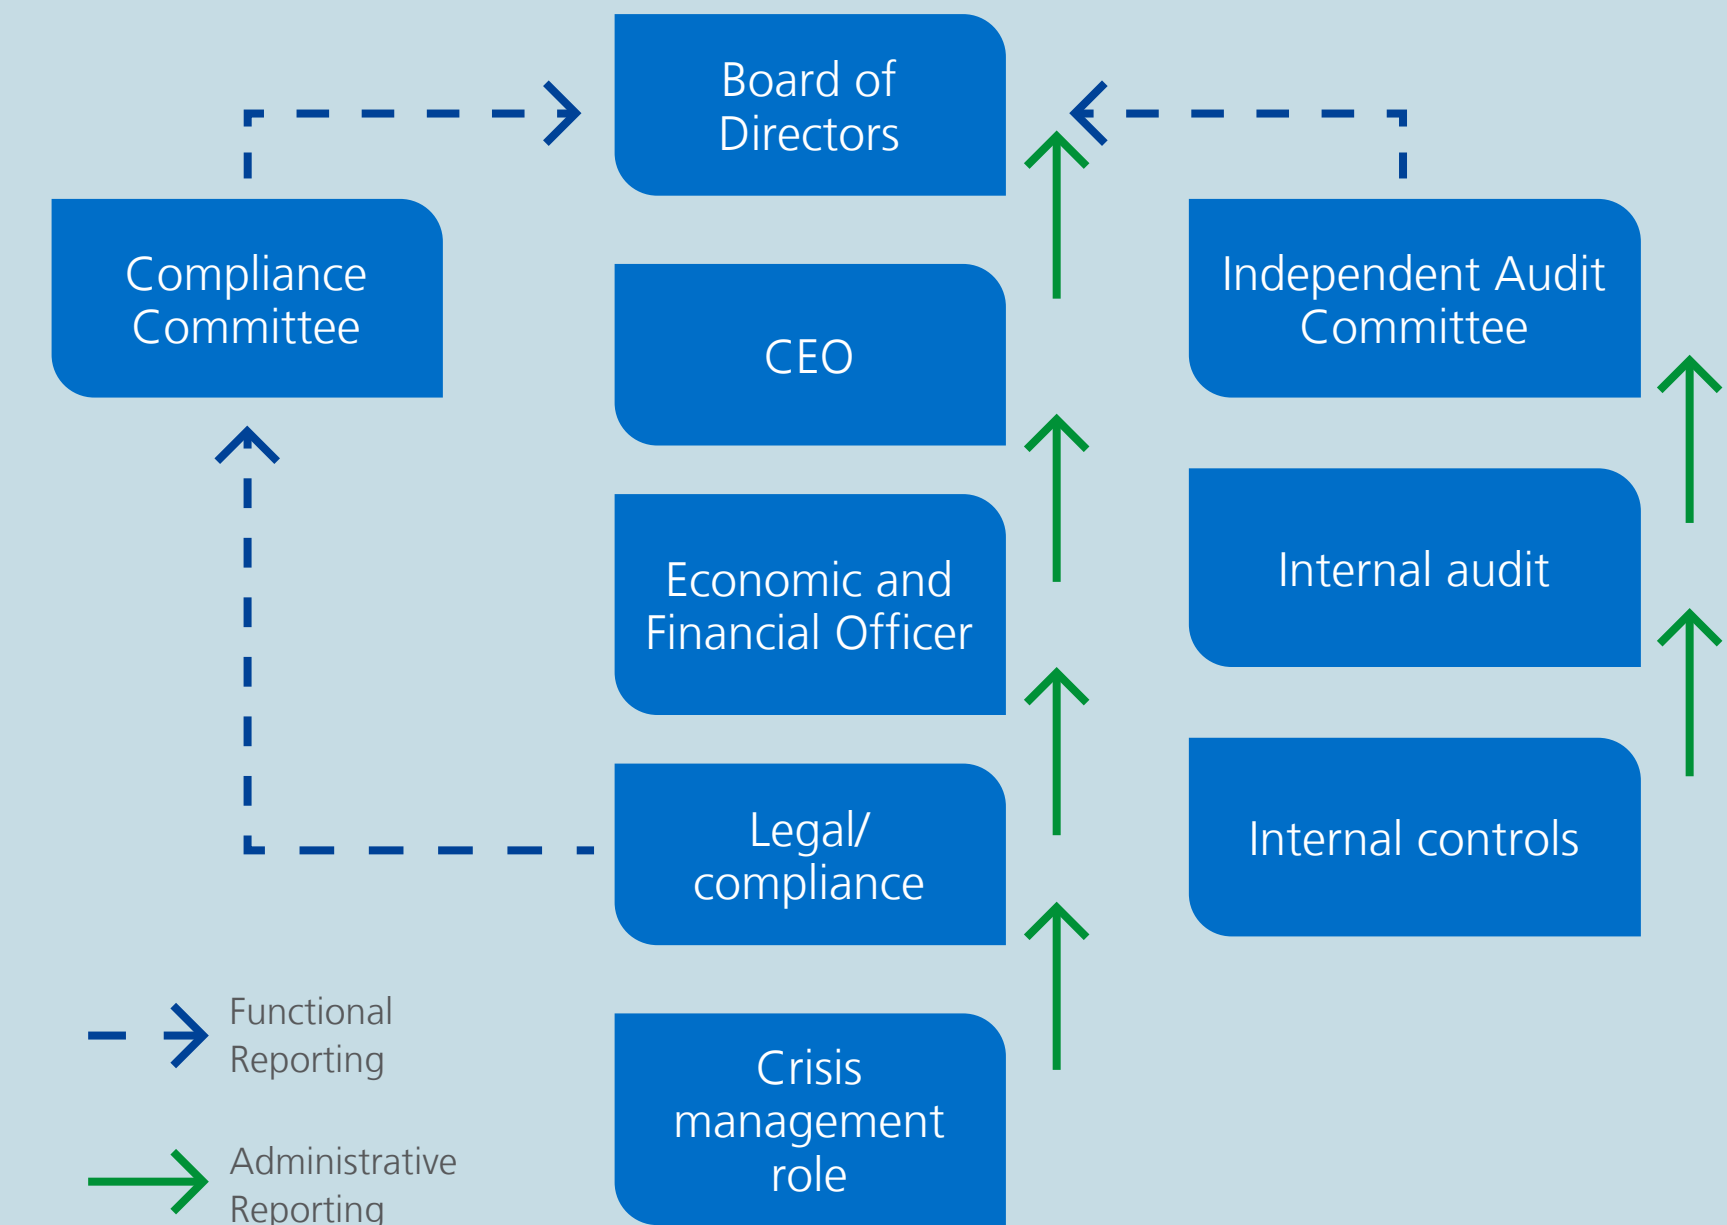 Board of
Directors
Compliance
Committee
CEO
Independent Audit
Committee
Economic and
Financial Officer
Internal audit
Legal/
compliance
Internal controls
Crisis
management
role
Functional
Reporting
Administrative
Reporting